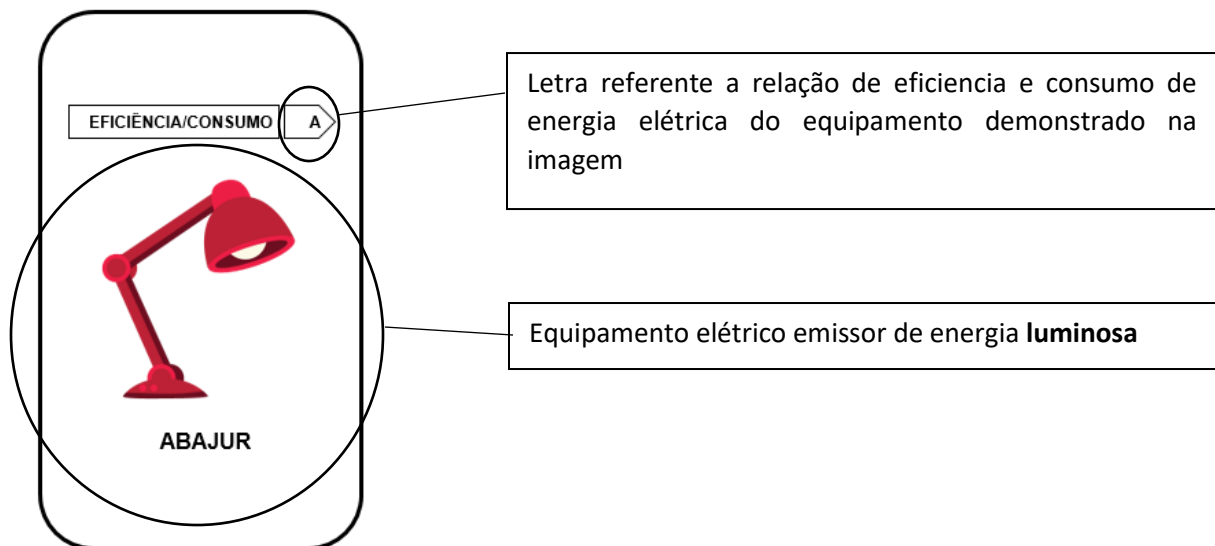 EFICIÊNCIA/CONSUMO A
Letra referente a relação de eficiencia e consumo de
energia elétrica do equipamento demonstrado na
imagem
Equipamento elétrico emissor de energia luminosa
ABAJUR